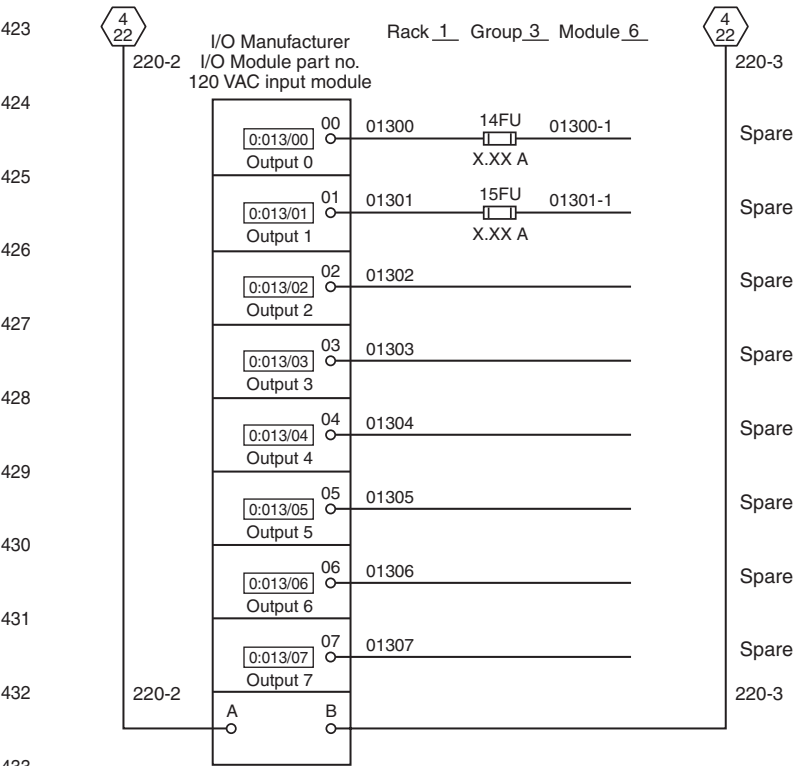 423
4
22
I/O Manufacturer
Rack 1 Group 3 Module 6
4
22
220-2
I/O Module part no.
220-3
120 VAC input module
424
00
01300
14FU
01300-1
Spare
0:013/00
Output 0
X.XX A
425
01
01301
15FU
01301-1
Spare
0:013/01
Output 1
X.XX A
426
02
01302
Spare
0:013/02
Output 2
427
03
01303
Spare
0:013/03
Output 3
428
04
01304
Spare
0:013/04
Output 4
429
05
01305
Spare
0:013/05
Output 5
430
06
01306
Spare
0:013/06
Output 6
431
07
01307
Spare
0:013/07
Output 7
432
220-2
220-3
A
B
433